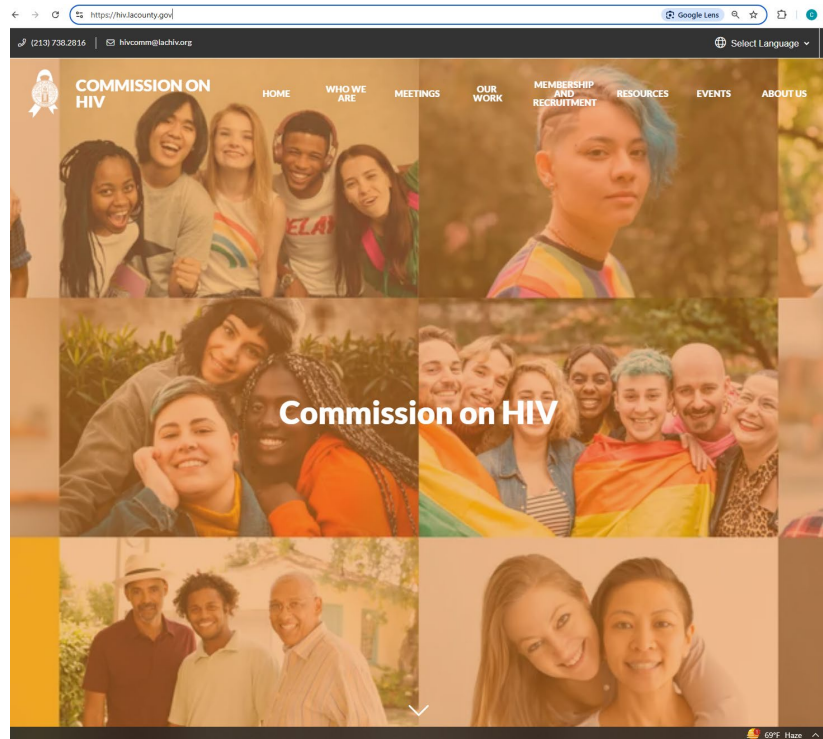 https://hiv.lacounty.gov
Google Lens
(213) 738.2816
hivcomm@lachiv.org
Select Language
COMMISSION ON
HIV
HOME
WHO WE
ARE
MEETINGS
OUR
WORK
MEMBERSHIP
AND
RECRUITMENT
RESOURCES
EVENTS
ABOUT US
Commission on HIV
69°F Haze